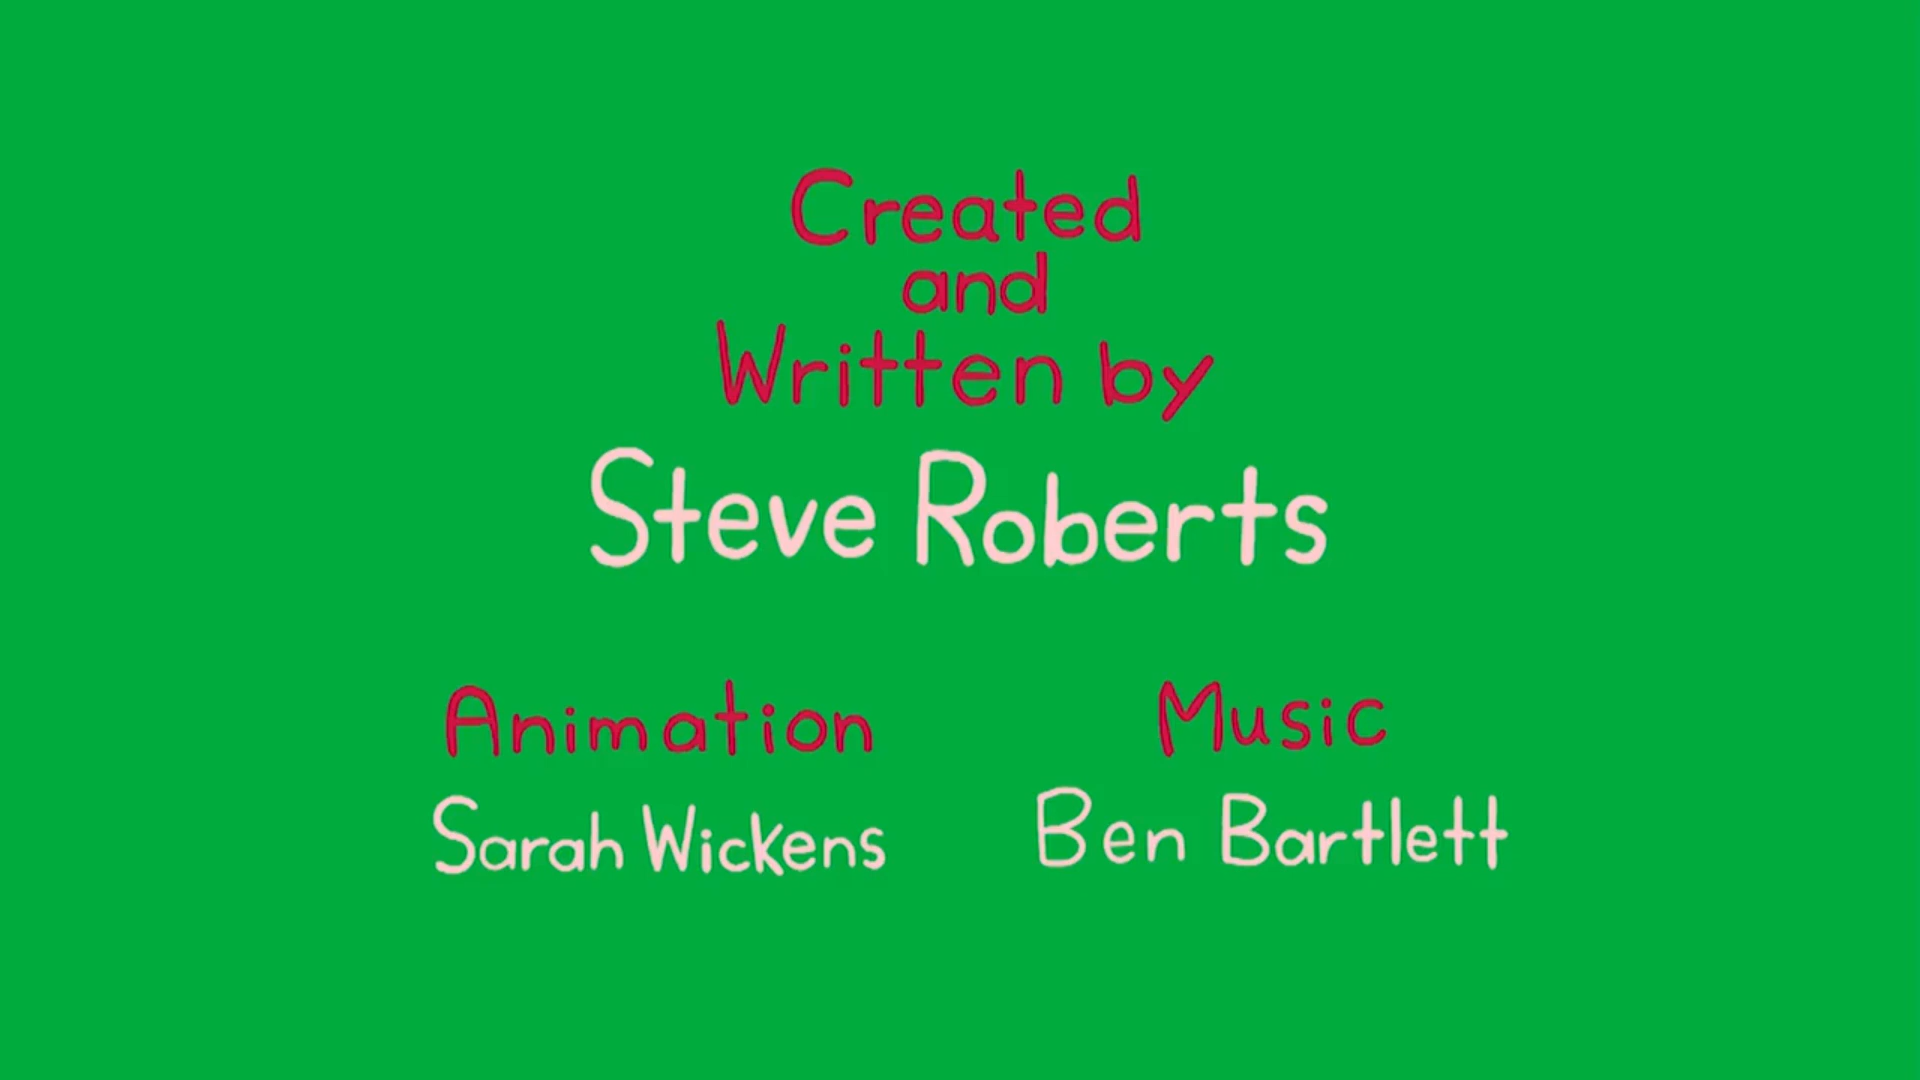 Created
and
Written by
Steve Roberts
Animation
Sarah Wickens
Music
Ben Bartlett